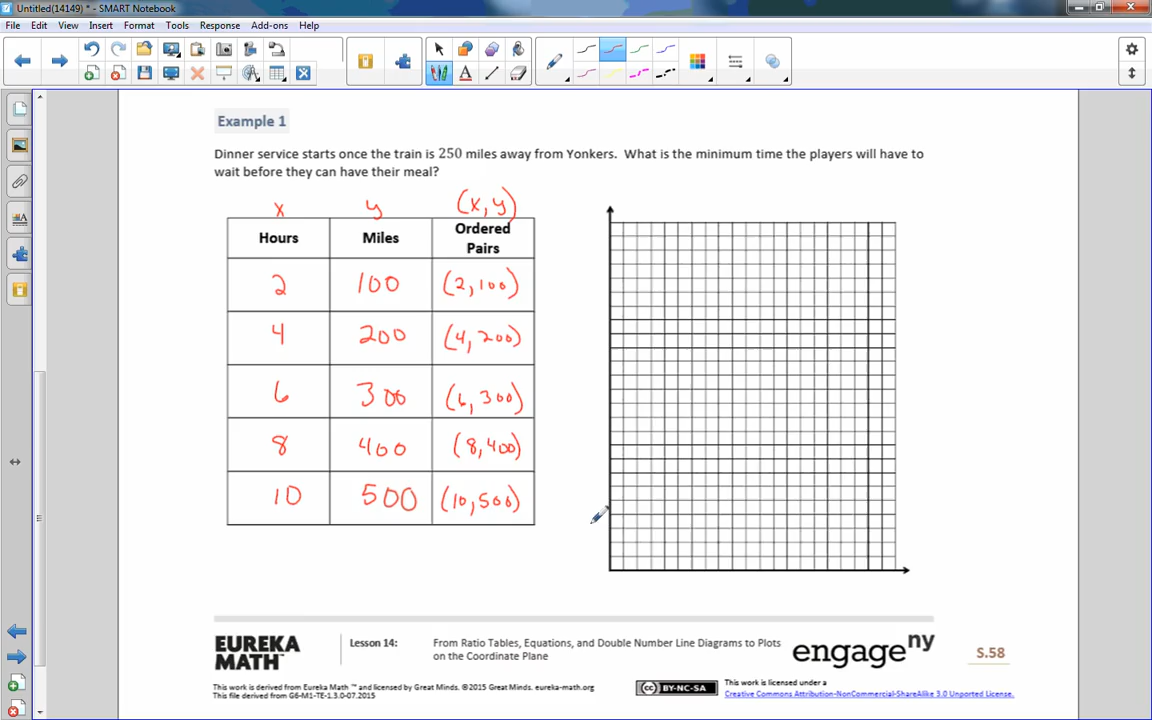 Untitled(14149) * - SMART Notebook
File Edit View Insert Format Tools Response Add-ons Help
Example 1
Dinner service starts once the train is 250 miles away from Yonkers. What is the minimum time the players will have to
wait before they can have their meal?
x y (x, y)
Hours Miles Ordered
Pairs
2 100 (2, 100)
4 200 (4, 200)
6 300 (6, 300)
8 400 (8, 400)
10 500 (10, 500)
EUREKA
MATH™
Lesson 14:
From Ratio Tables, Equations, and Double Number Line Diagrams to Plots
on the Coordinate Plane
engageny
S.58
This work is derived from Eureka Math ™ and licensed by Great Minds. ©2015 Great Minds. eureka-math.org
This file derived from G6-M1-TE-1.3.0-07.2015
cc BY-NC-SA
This work is licensed under a
Creative Commons Attribution-NonCommercial-ShareAlike 3.0 Unported License.